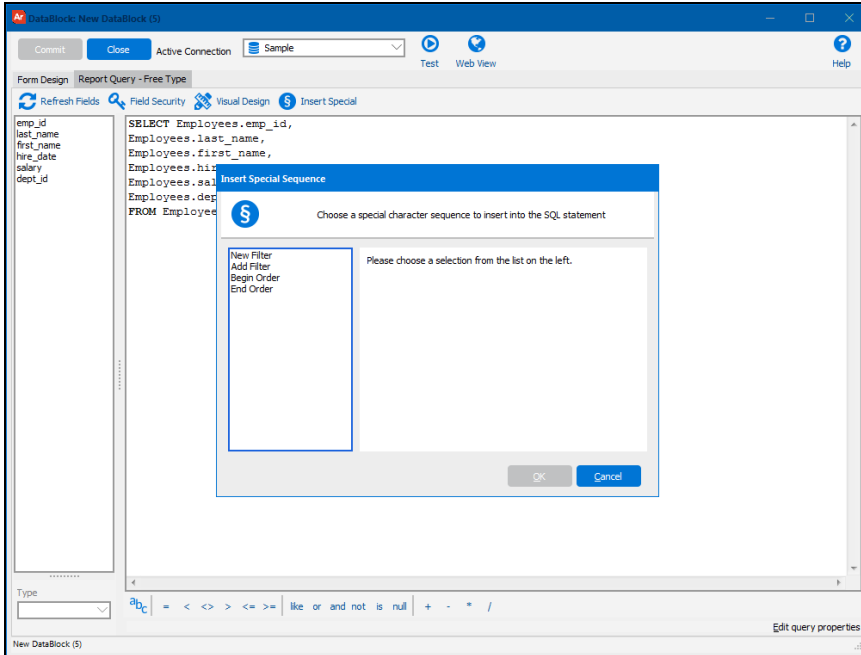 Ar DataBlock: New DataBlock (5)
Commit Close Active Connection Sample Test Web View Help
Form Design Report Query - Free Type
Refresh Fields Field Security Visual Design § Insert Special
emp_id
last_name
first_name
hire_date
salary
dept_id
SELECT Employees.emp_id,
Employees.last_name,
Employees.first_name,
Employees.hir
Employees.sal
Employees.dep
FROM Employee
Insert Special Sequence
§ Choose a special character sequence to insert into the SQL statement
New Filter
Add Filter
Begin Order
End Order
Please choose a selection from the list on the left.
OK Cancel
Type
abc = < <> > <= >= like or and not is null + - * /
Edit query properties
New DataBlock (5)